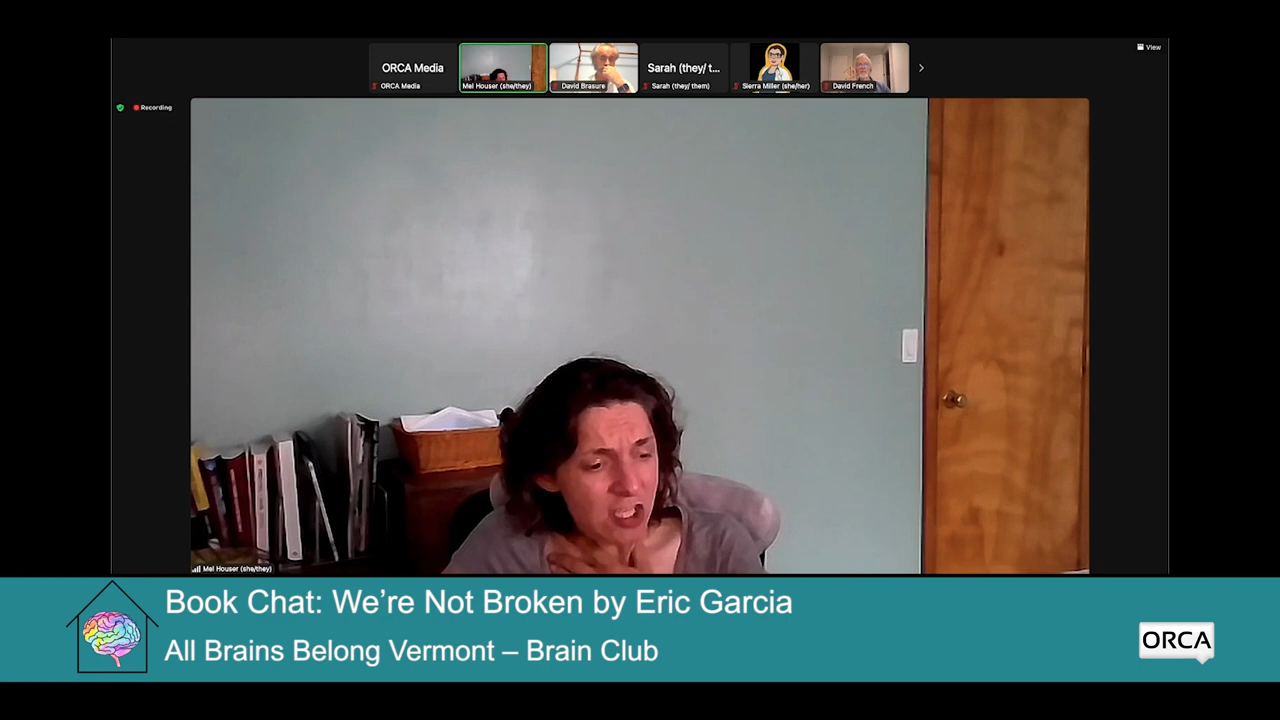 View
ORCA Media
Sarah (they/ t...
ORCA Media
Mel Houser (she/they)
David Brasure
Sarah (they/ them)
Sierra Miller (she/her)
David French
Recording
Mel Houser (she/they)
Book Chat: We're Not Broken by Eric Garcia
All Brains Belong Vermont – Brain Club
ORCA